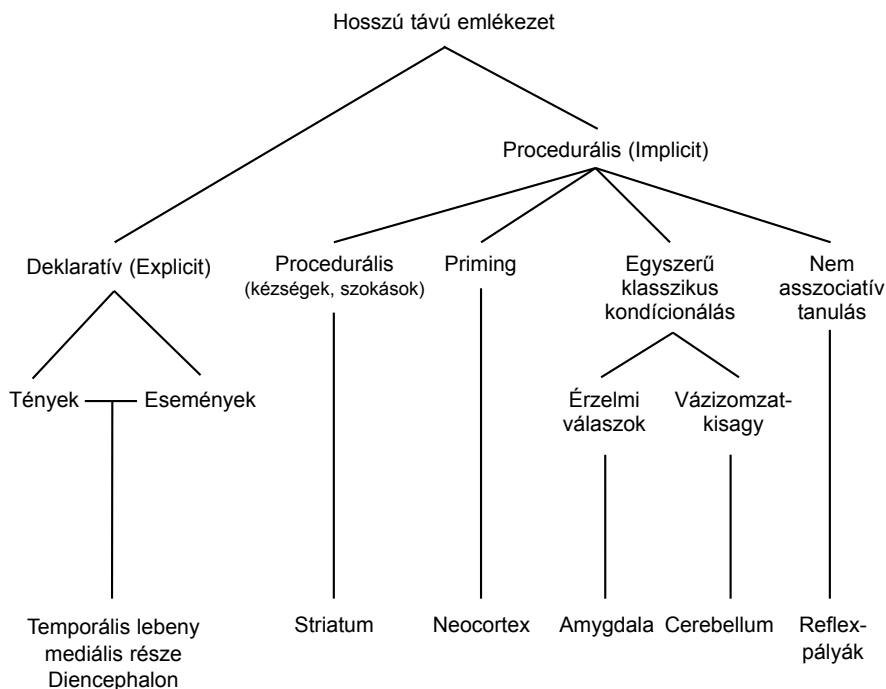 Hosszú távú emlékezet
Procedurális (Implicit)
Deklaratív (Explicit)
Procedurális
(kézségek, szokások)
Priming
Egyszerű
klasszikus
kondícionálás
Nem
asszociatív
tanulás
Tények
Események
Érzelmi
válaszok
Vázizomzat-
kisagy
Temporális lebeny
mediális része
Diencephalon
Striatum
Neocortex
Amygdala
Cerebellum
Reflex-
pályák